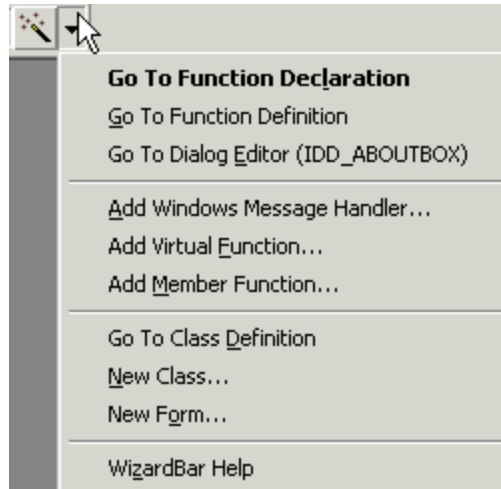 Go To Function Declaration
Go To Function Definition
Go To Dialog Editor (IDD_ABOUTBOX)
Add Windows Message Handler...
Add Virtual Function...
Add Member Function...
Go To Class Definition
New Class...
New Form...
WizardBar Help